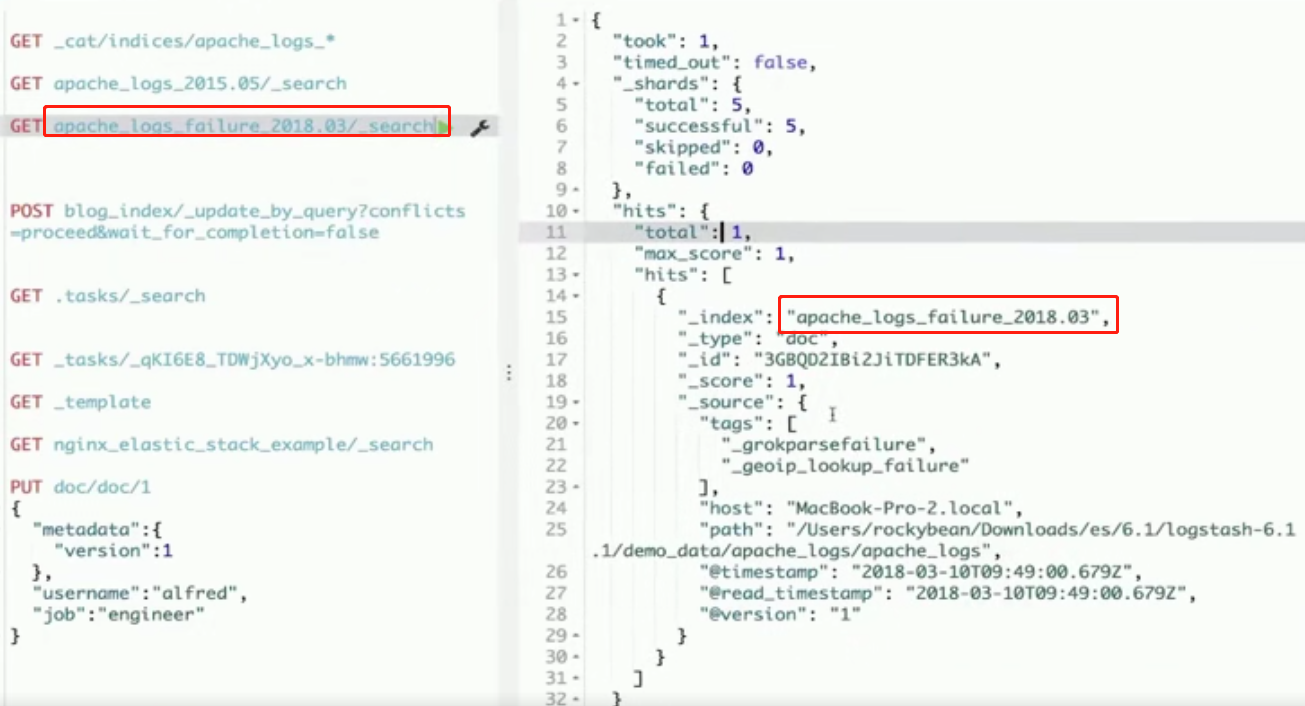 GET _cat/indices/apache_logs_*
GET apache_logs_2015.05/_search
GET apache_logs_failure_2018.03/_search
POST blog_index/_update_by_query?conflicts
=proceed&wait_for_completion=false
GET .tasks/_search
GET _tasks/_qKI6E8_TDWjXyo_x-bhmw:5661996
GET _template
GET nginx_elastic_stack_example/_search
PUT doc/doc/1
{
"metadata":{
"version":1
},
"username":"alfred",
"job":"engineer"
}
1 {
2 "took": 1,
3 "timed_out": false,
4 "_shards": {
5 "total": 5,
6 "successful": 5,
7 "skipped": 0,
8 "failed": 0
9 },
10 "hits": {
11 "total": 1,
12 "max_score": 1,
13 "hits": [
14 {
15 "_index": "apache_logs_failure_2018.03",
16 "_type": "doc",
17 "_id": "3GBQD2IBi2JiTDFER3kA",
18 "_score": 1,
19 "_source": {
20 "tags": [
21 "_grokparsefailure",
22 "_geoip_lookup_failure"
23 ],
24 "host": "MacBook-Pro-2.local",
25 "path": "/Users/rockybean/Downloads/es/6.1/logstash-6.1
.1/demo_data/apache_logs/apache_logs",
26 "@timestamp": "2018-03-10T09:49:00.679Z",
27 "@read_timestamp": "2018-03-10T09:49:00.679Z",
28 "@version": "1"
29 }
30 }
31 ]
32 }